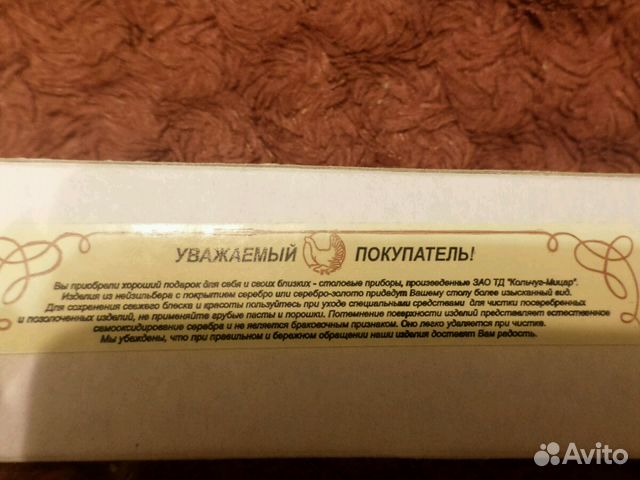 УВАЖАЕМЫЙ ПОКУПАТЕЛЬ!
Вы приобрели хороший подарок для себя и своих близких - столовые приборы, произведенные ЗАО ТД "Кольчуг-Мицар".
Изделия из нейзильбера с покрытием серебро или серебро-золото придадут Вашему столу более изысканный вид.
Для сохранения свежего блеска и красоты пользуйтесь при уходе специальными средствами для чистки посеребренных
и позолоченных изделий, не применяйте грубые пасты и порошки. Потемнение поверхности изделий представляет естественное
самооксидирование серебра и не является браковочным признаком. Оно легко удаляется при чистке.
Мы убеждены, что при правильном и бережном обращении наши изделия доставят Вам радость.
Avito